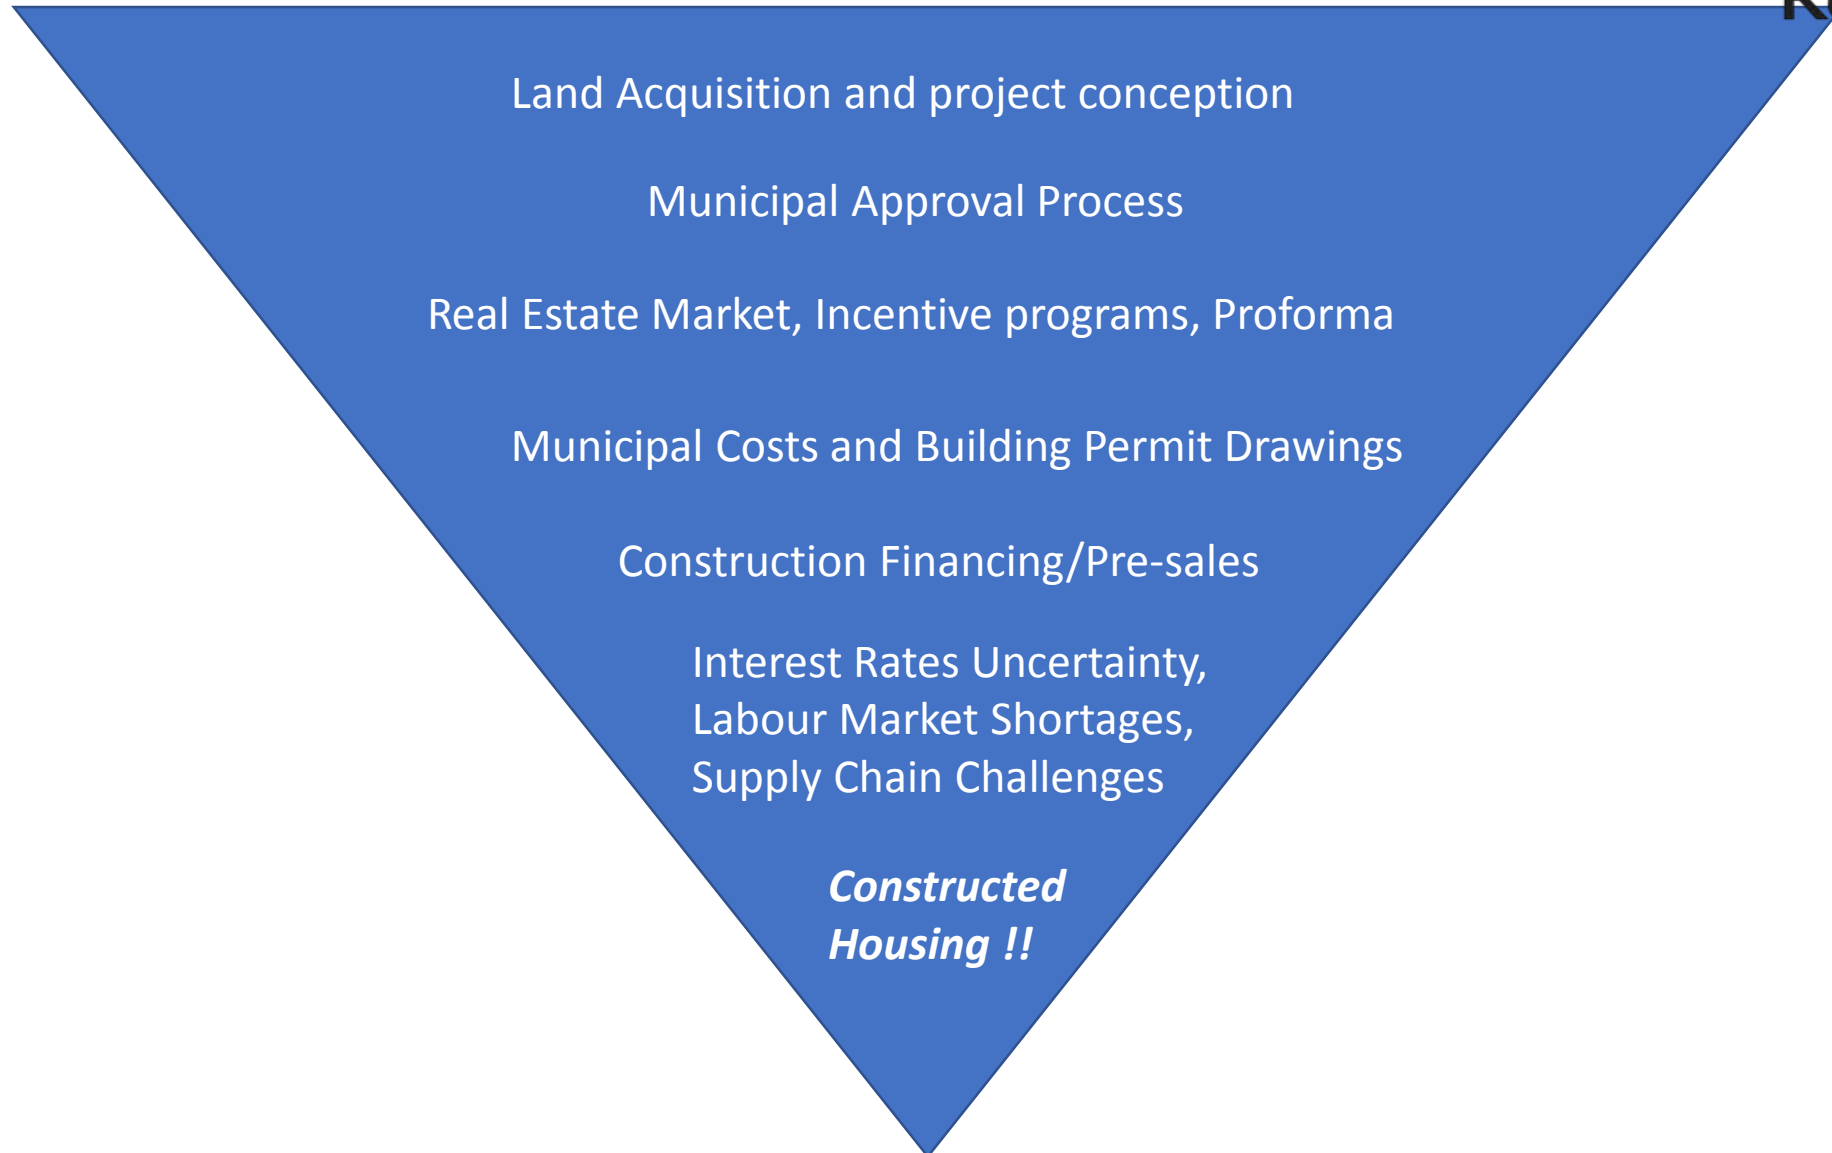 Land Acquisition and project conception
Municipal Approval Process
Real Estate Market, Incentive programs, Proforma
Municipal Costs and Building Permit Drawings
Construction Financing/Pre-sales
Interest Rates Uncertainty,
Labour Market Shortages,
Supply Chain Challenges
Constructed
Housing !!